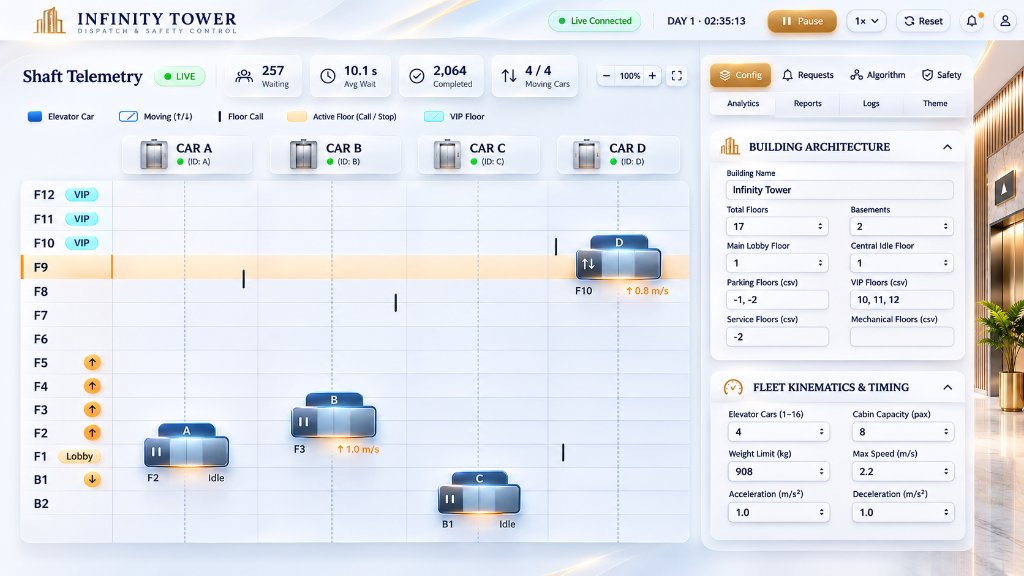 INFINITY TOWER
DISPATCH & SAFETY CONTROL
Live Connected
DAY 1 · 02:35:13
Pause
1×
Reset
Shaft Telemetry
LIVE
257
Waiting
10.1 s
Avg Wait
2,064
Completed
4 / 4
Moving Cars
− 100% +
Elevator Car
Moving (↑/↓)
Floor Call
Active Floor (Call / Stop)
VIP Floor
CAR A
(ID: A)
CAR B
(ID: B)
CAR C
(ID: C)
CAR D
(ID: D)
F12 VIP
F11 VIP
F10 VIP
F9
F8
F7
F6
F5 ↑
F4 ↑
F3 ↑
F2 ↑
F1 Lobby
B1 ↓
B2
D
F10 ↑ 0.8 m/s
B
F3 ↑ 1.0 m/s
A
F2 Idle
C
B1 Idle
Config
Requests
Algorithm
Safety
Analytics
Reports
Logs
Theme
BUILDING ARCHITECTURE
Building Name
Infinity Tower
Total Floors Basements
17 2
Main Lobby Floor Central Idle Floor
1 1
Parking Floors (csv) VIP Floors (csv)
-1, -2 10, 11, 12
Service Floors (csv) Mechanical Floors (csv)
-2
FLEET KINEMATICS & TIMING
Elevator Cars (1–16) Cabin Capacity (pax)
4 8
Weight Limit (kg) Max Speed (m/s)
908 2.2
Acceleration (m/s²) Deceleration (m/s²)
1.0 1.0